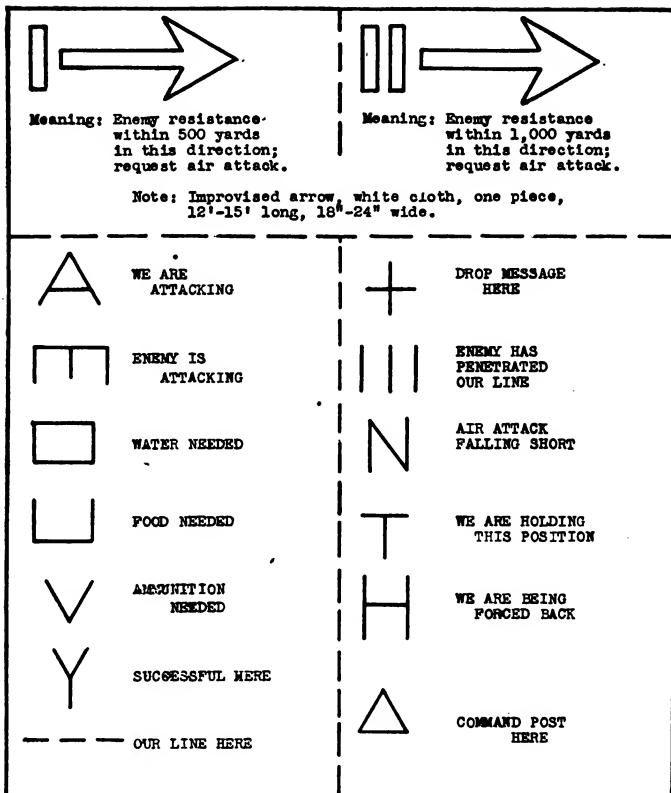 Meaning: Enemy resistance
within 500 yards
in this direction;
request air attack.
Meaning: Enemy resistance
within 1,000 yards
in this direction;
request air attack.
Note: Improvised arrow, white cloth, one piece,
12'-15' long, 18"-24" wide.
WE ARE
ATTACKING
ENEMY IS
ATTACKING
WATER NEEDED
FOOD NEEDED
AMMUNITION
NEEDED
SUCCESSFUL HERE
OUR LINE HERE
DROP MESSAGE
HERE
ENEMY HAS
PENETRATED
OUR LINE
AIR ATTACK
FALLING SHORT
WE ARE HOLDING
THIS POSITION
WE ARE BEING
FORCED BACK
COMMAND POST
HERE